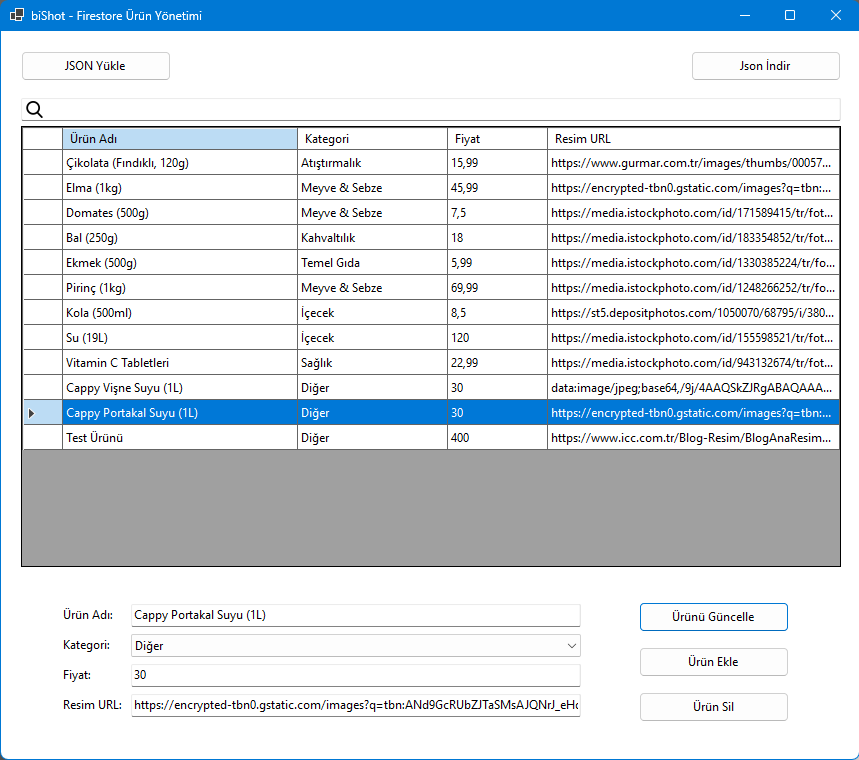 biShot - Firestore Ürün Yönetimi
JSON Yükle Json İndir
Ürün Adı Kategori Fiyat Resim URL
Çikolata (Fındıklı, 120g) Atıştırmalık 15,99 https://www.gurmar.com.tr/images/thumbs/00057...
Elma (1kg) Meyve & Sebze 45,99 https://encrypted-tbn0.gstatic.com/images?q=tbn:...
Domates (500g) Meyve & Sebze 7,5 https://media.istockphoto.com/id/171589415/tr/fot...
Bal (250g) Kahvaltılık 18 https://media.istockphoto.com/id/183354852/tr/fot...
Ekmek (500g) Temel Gıda 5,99 https://media.istockphoto.com/id/1330385224/tr/fo...
Pirinç (1kg) Meyve & Sebze 69,99 https://media.istockphoto.com/id/1248266252/tr/fo...
Kola (500ml) İçecek 8,5 https://st5.depositphotos.com/1050070/68795/i/380...
Su (19L) İçecek 120 https://media.istockphoto.com/id/155598521/tr/fot...
Vitamin C Tabletleri Sağlık 22,99 https://media.istockphoto.com/id/943132674/tr/fot...
Cappy Vişne Suyu (1L) Diğer 30 data:image/jpeg;base64,/9j/4AAQSkZJRgABAQAAA...
Cappy Portakal Suyu (1L) Diğer 30 https://encrypted-tbn0.gstatic.com/images?q=tbn:...
Test Ürünü Diğer 400 https://www.icc.com.tr/Blog-Resim/BlogAnaResim...
Ürün Adı: Cappy Portakal Suyu (1L) Ürünü Güncelle
Kategori: Diğer
Ürün Ekle
Fiyat: 30
Resim URL: https://encrypted-tbn0.gstatic.com/images?q=tbn:ANd9GcRUbZJTaSMsAJQNrJ_eH Ürün Sil